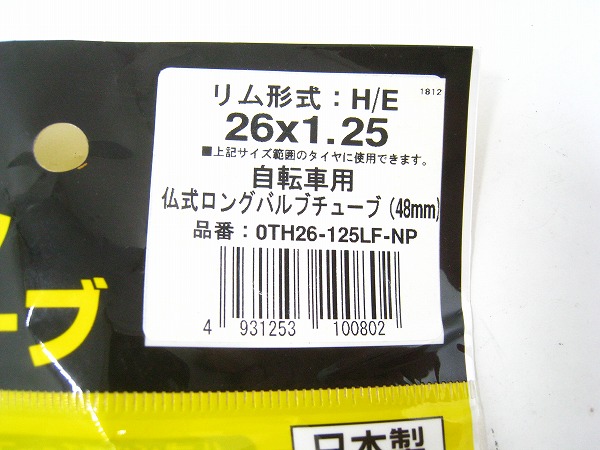 リム形式：H/E
1812
26x1.25
■上記サイズ範囲のタイヤに使用できます。
自転車用
仏式ロングバルブチューブ（48mm）
品番：0TH26-125LF-NP
4 931253 100802
ーブ
日本製